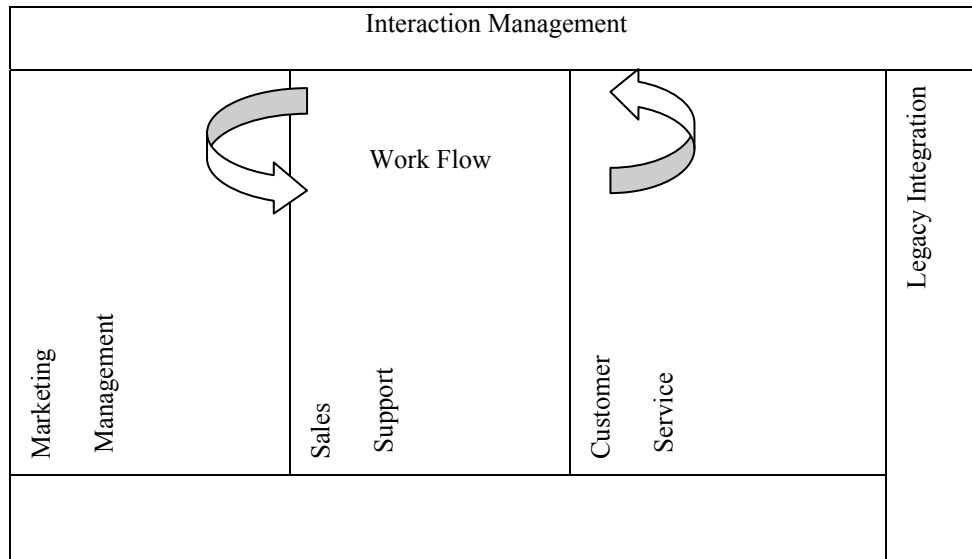 Interaction Management
Work Flow
Legacy Integration
Marketing
Management
Sales
Support
Customer
Service